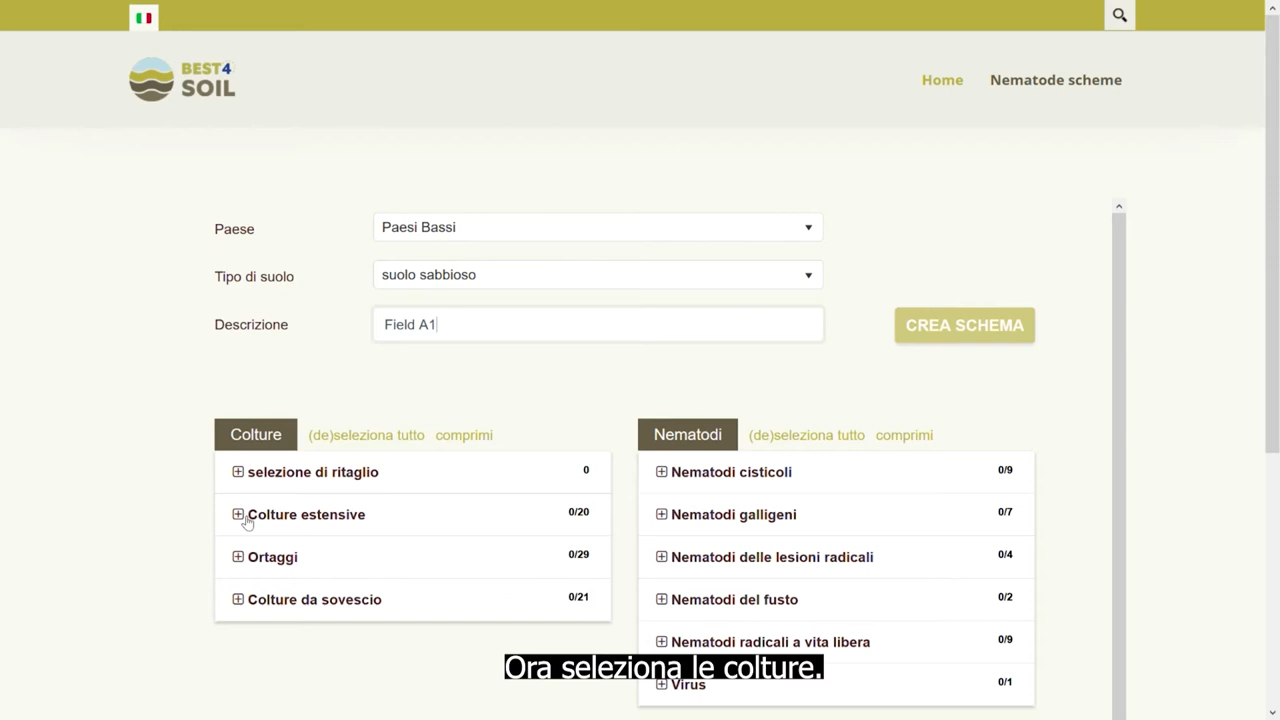 BEST4
SOIL
Home
Nematode scheme
Paese
Paesi Bassi
Tipo di suolo
suolo sabbioso
Descrizione
Field A1
CREA SCHEMA
Colture
(de)seleziona tutto
comprimi
selezione di ritaglio
0
Colture estensive
0/20
Ortaggi
0/29
Colture da sovescio
0/21
Nematodi
(de)seleziona tutto
comprimi
Nematodi cisticoli
0/9
Nematodi galligeni
0/7
Nematodi delle lesioni radicali
0/4
Nematodi del fusto
0/2
Nematodi radicali a vita libera
0/9
Virus
0/1
Ora seleziona le colture.